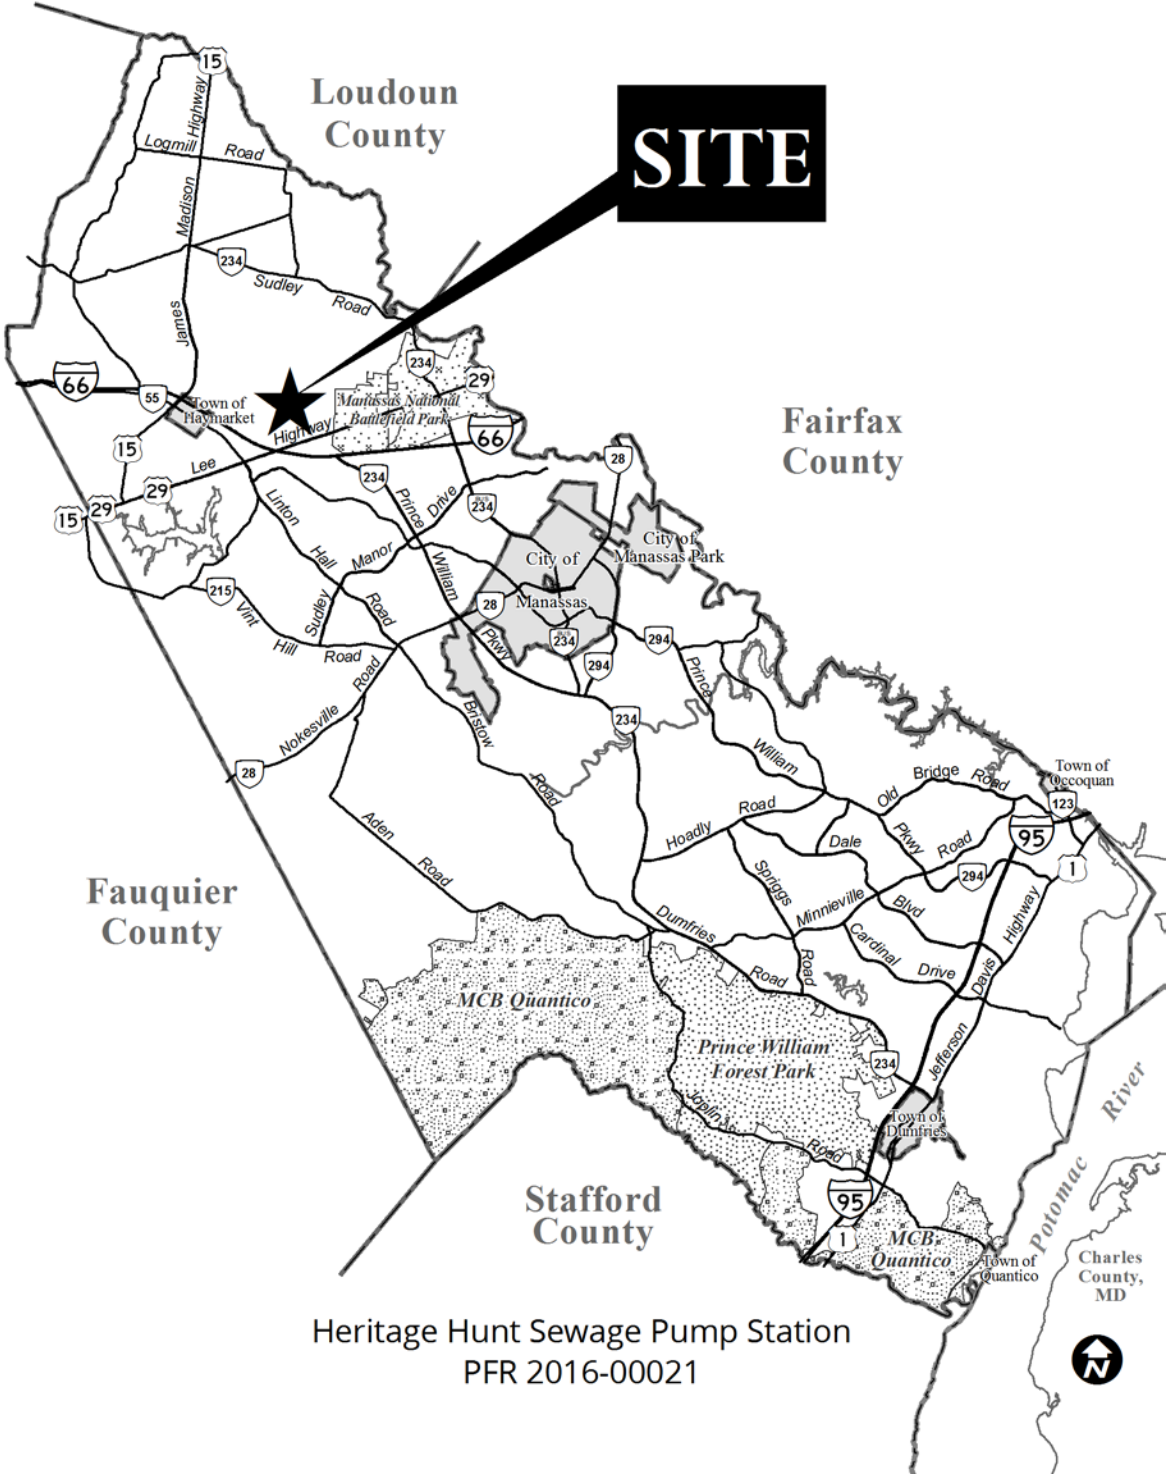 15
Loudoun
County
SITE
Highway
Logmill Road
Madison
234
Sudley
Road
James
66
55
Town of
Haymarket
234
29
Manassas National
Battlefield Park
Highway
66
Fairfax
County
15
Lee
28
234
29
29
15
Prince
Drive
BUS
234
Linton
City of
Manassas Park
Hall
Manor
City of
William
215
Manassas
Vint
Sudley
Road
28
Hill
Road
Pkwy
BUS
234
294
294
Road
Prince
Nokesville
Bristow
234
William
28
Road
Town of
Occoquan
Old
Bridge
Road
123
Road
Hoadly
Aden
Pkwy
Road
95
Dale
Road
1
294
Spriggs
Fauquier
County
Minnieville
Blvd
Highway
Dumfries
Cardinal
Drive
Road
Road
Davis
MCB Quantico
Prince William
Forest Park
Jefferson
234
River
Joplin
Town of
Dumfries
Road
Potomac
Stafford
County
95
1
MCB
Quantico
Town of
Quantico
Charles
County,
MD
Heritage Hunt Sewage Pump Station
PFR 2016-00021
N